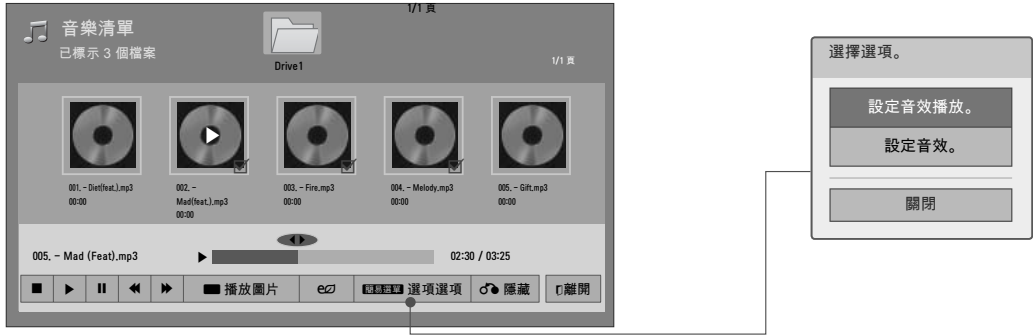 1/1 頁
音樂清單
已標示 3 個檔案
Drive1
1/1 頁
001. - Diet(feat.).mp3
00:00
002. -
Mad(feat.).mp3
00:00
003. - Fire.mp3
00:00
004. - Melody.mp3
00:00
005. - Gift.mp3
00:00
005. - Mad (Feat).mp3
02:30 / 03:25
播放圖片
簡易選單 選項選項
隱藏
離開
選擇選項。
設定音效播放。
設定音效。
關閉